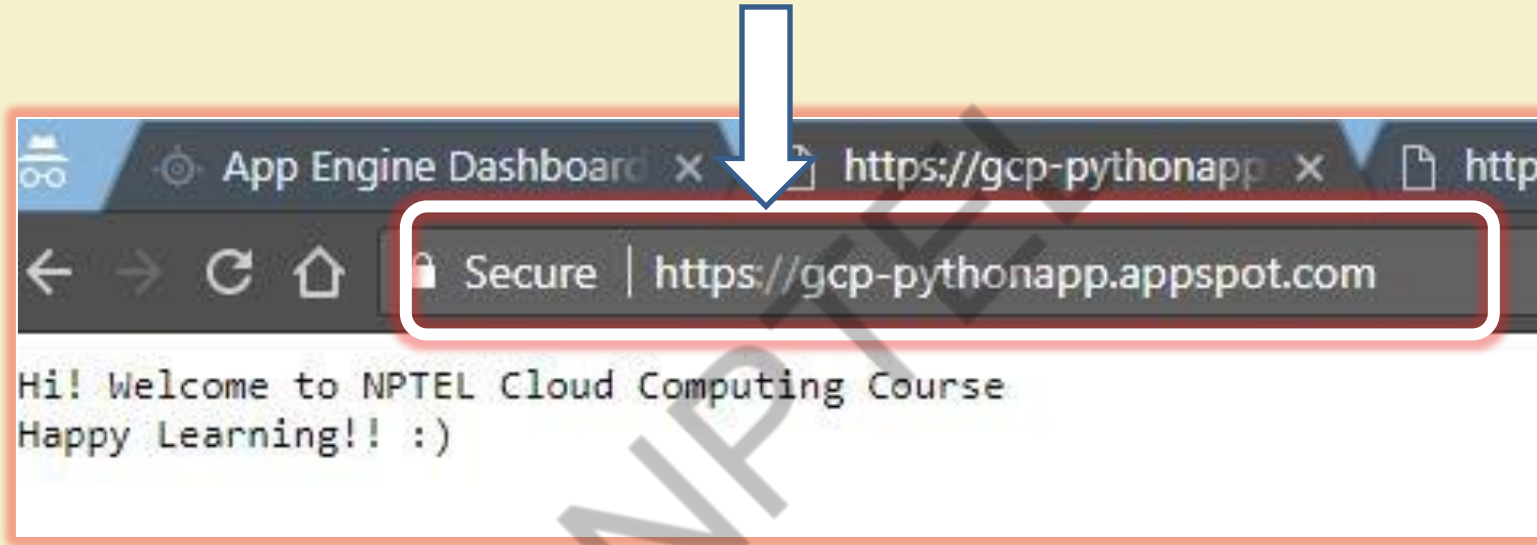 App Engine Dashboard
https://gcp-pythonapp
http
Secure | https://gcp-pythonapp.appspot.com
Hi! Welcome to NPTEL Cloud Computing Course
Happy Learning!! :)
NPTEL